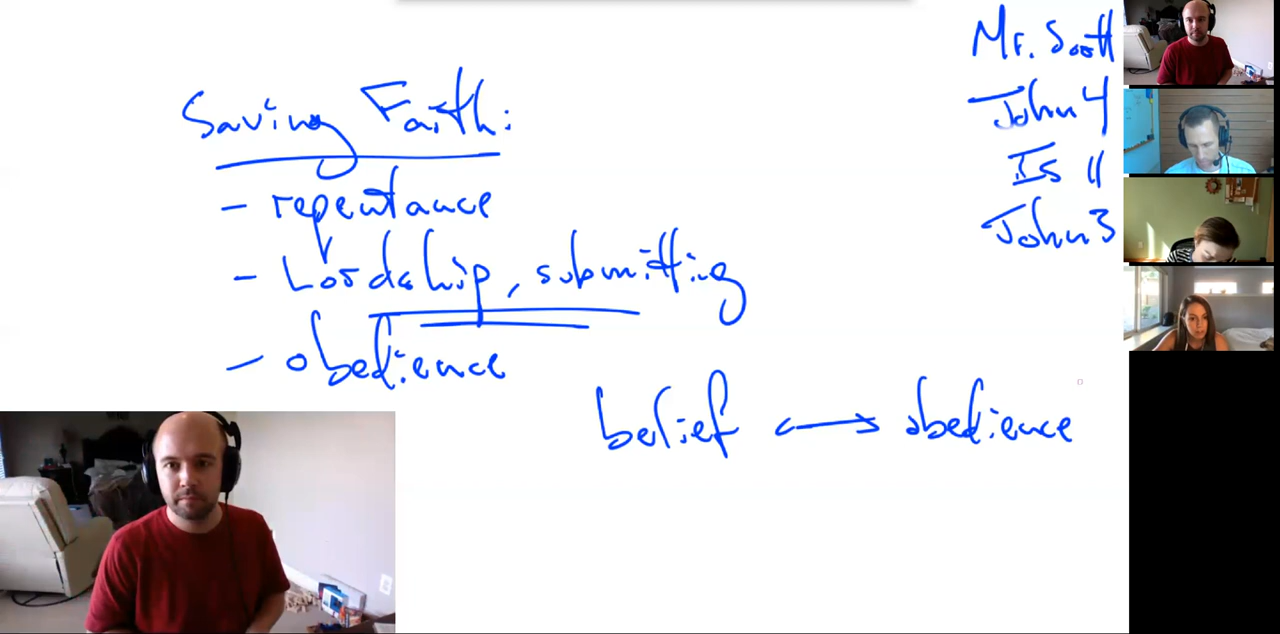 Saving Faith:
- repentance
- Lordship, submitting
- obedience
belief ↔ obedience
Mr. Scott
John 4
Is 11
John 3